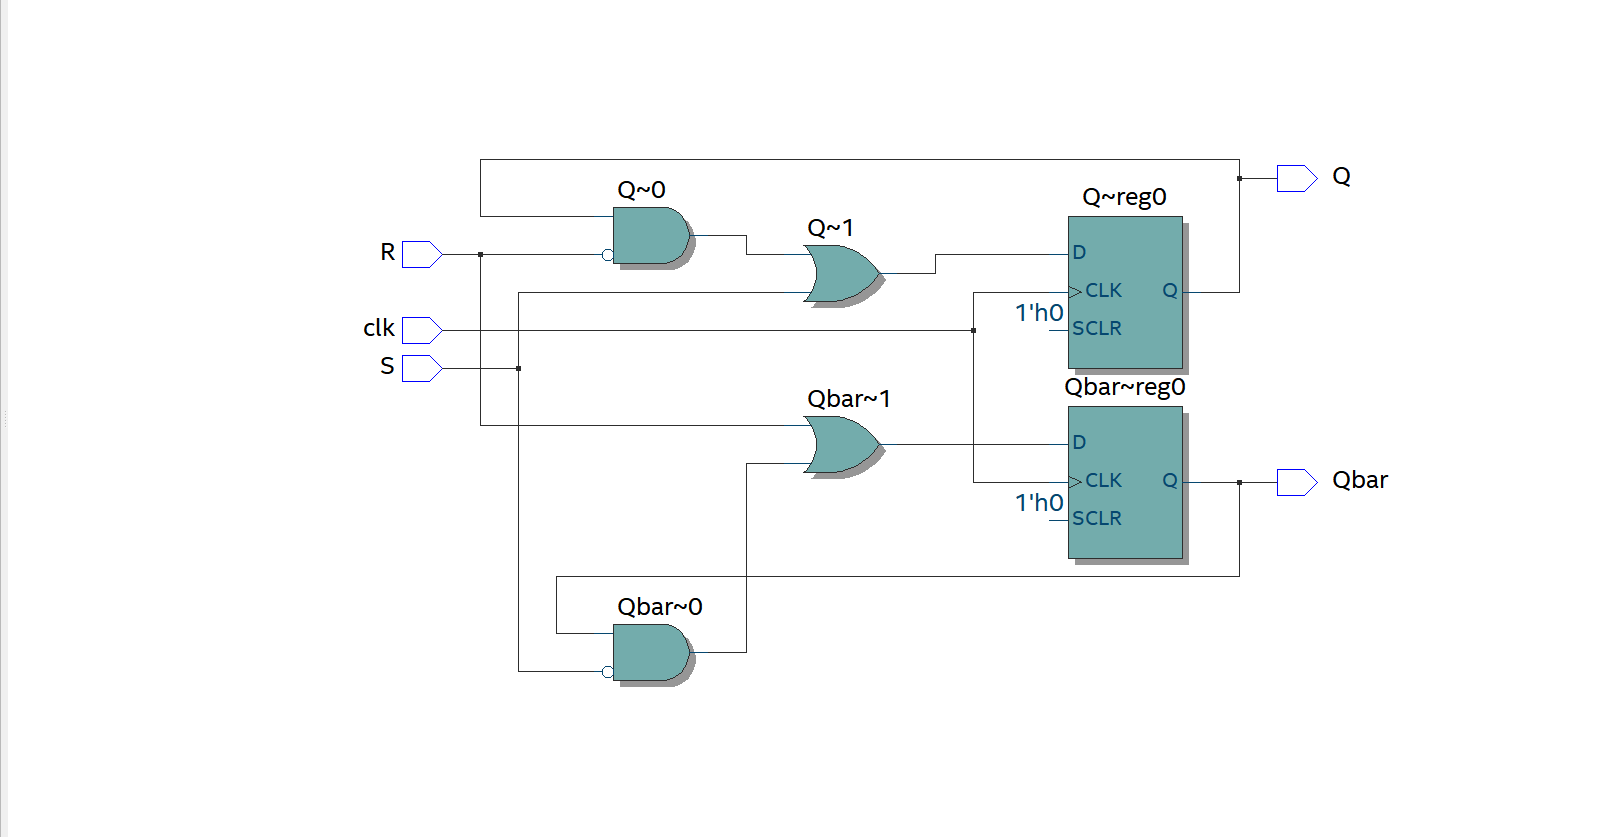 Q~0
Q~1
Q~reg0
Q
R
D
clk
CLK
Q
1'h0
SCLR
S
Qbar~1
Qbar~reg0
D
CLK
Q
Qbar
1'h0
SCLR
Qbar~0